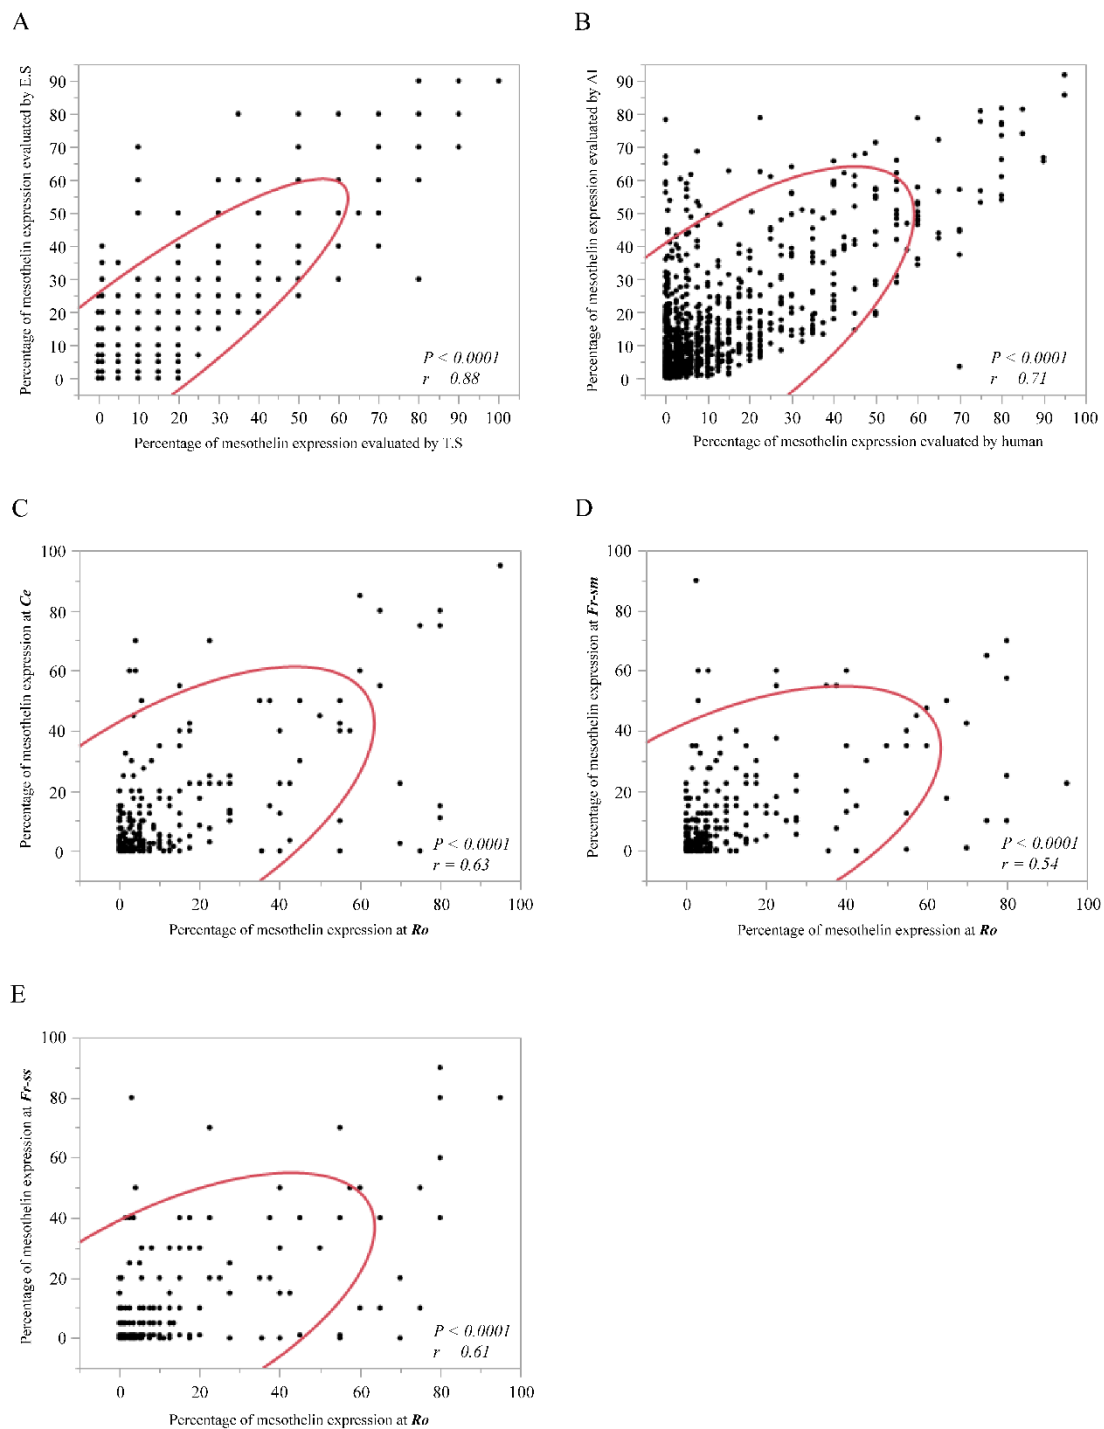 A
Percentage of mesothelin expression evaluated by E.S
90
80
70
60
50
40
30
20
10
0
P < 0.0001
r 0.88
0 10 20 30 40 50 60 70 80 90 100
Percentage of mesothelin expression evaluated by T.S
B
Percentage of mesothelin expression evaluated by AI
90
80
70
60
50
40
30
20
10
0
P < 0.0001
r 0.71
0 10 20 30 40 50 60 70 80 90 100
Percentage of mesothelin expression evaluated by human
C
Percentage of mesothelin expression at Ce
100
80
60
40
20
0
P < 0.0001
r = 0.63
0 20 40 60 80 100
Percentage of mesothelin expression at Ro
D
Percentage of mesothelin expression at Fr-sm
100
80
60
40
20
0
P < 0.0001
r = 0.54
0 20 40 60 80 100
Percentage of mesothelin expression at Ro
E
Percentage of mesothelin expression at Fr-ss
100
80
60
40
20
0
P < 0.0001
r 0.61
0 20 40 60 80 100
Percentage of mesothelin expression at Ro